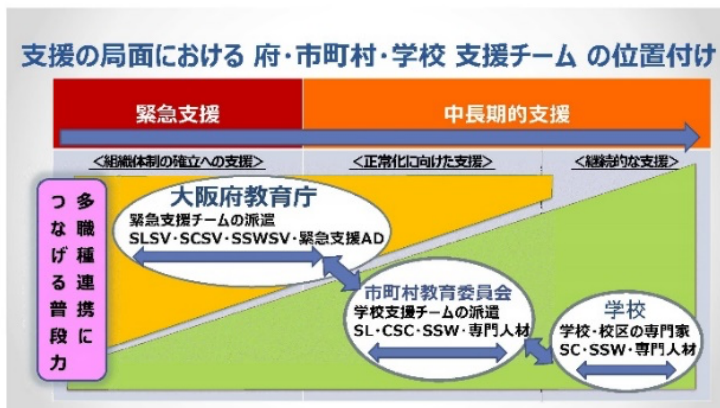 支援の局面における 府・市町村・学校 支援チーム の位置付け
緊急支援
中長期的支援
<組織体制の確立への支援>
<正常化に向けた支援>
<継続的な支援>
多職種連携に
つなげる普段力
大阪府教育庁
緊急支援チームの派遣
SLSV・SCSV・SSWSV・緊急支援AD
市町村教育委員会
学校支援チームの派遣
SL・CSC・SSW・専門人材
学校
学校・校区の専門家
SC・SSW・専門人材